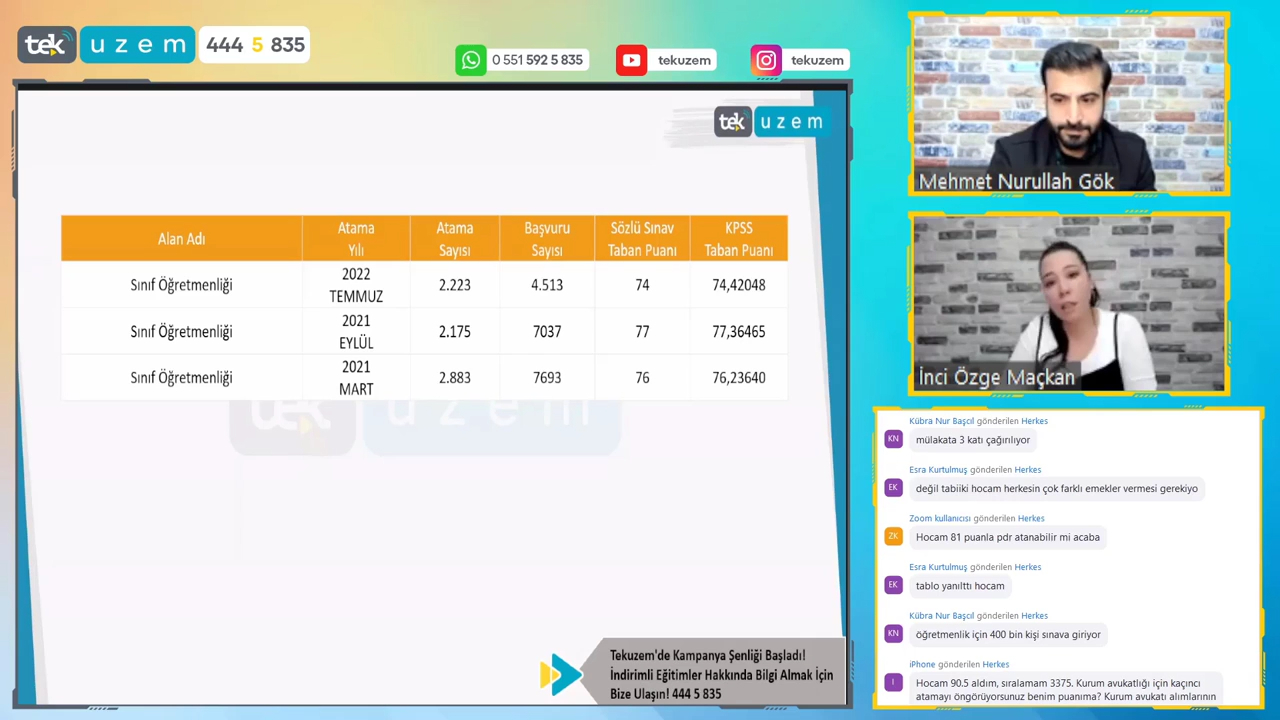 tek uzem 444 5 835
0 551 592 5 835
tekuzem
tekuzem
tek uzem
Alan Adı
Atama Yılı
Atama Sayısı
Başvuru Sayısı
Sözlü Sınav Taban Puanı
KPSS Taban Puanı
Sınıf Öğretmenliği 2022 TEMMUZ 2.223 4.513 74 74,42048
Sınıf Öğretmenliği 2021 EYLÜL 2.175 7037 77 77,36465
Sınıf Öğretmenliği 2021 MART 2.883 7693 76 76,23640
tek uzem
Tekuzem'de Kampanya Şenliği Başladı!
İndirimli Eğitimler Hakkında Bilgi Almak İçin
Bize Ulaşın! 444 5 835
Mehmet Nurullah Gök
İnci Özge Maçkan
Kübra Nur Başcıl gönderilen Herkes
KN mülakata 3 katı çağırılıyor
Esra Kurtulmuş gönderilen Herkes
EK değil tabiiki hocam herkesin çok farklı emekler vermesi gerekiyo
Zoom kullanıcısı gönderilen Herkes
ZK Hocam 81 puanla pdr atanabilir mi acaba
Esra Kurtulmuş gönderilen Herkes
EK tablo yanılttı hocam
Kübra Nur Başcıl gönderilen Herkes
KN öğretmenlik için 400 bin kişi sınava giriyor
iPhone gönderilen Herkes
I Hocam 90.5 aldım, sıralamam 3375. Kurum avukatlığı için kaçıncı
atamayı öngörüyorsunuz benim puanıma? Kurum avukatı alımlarının